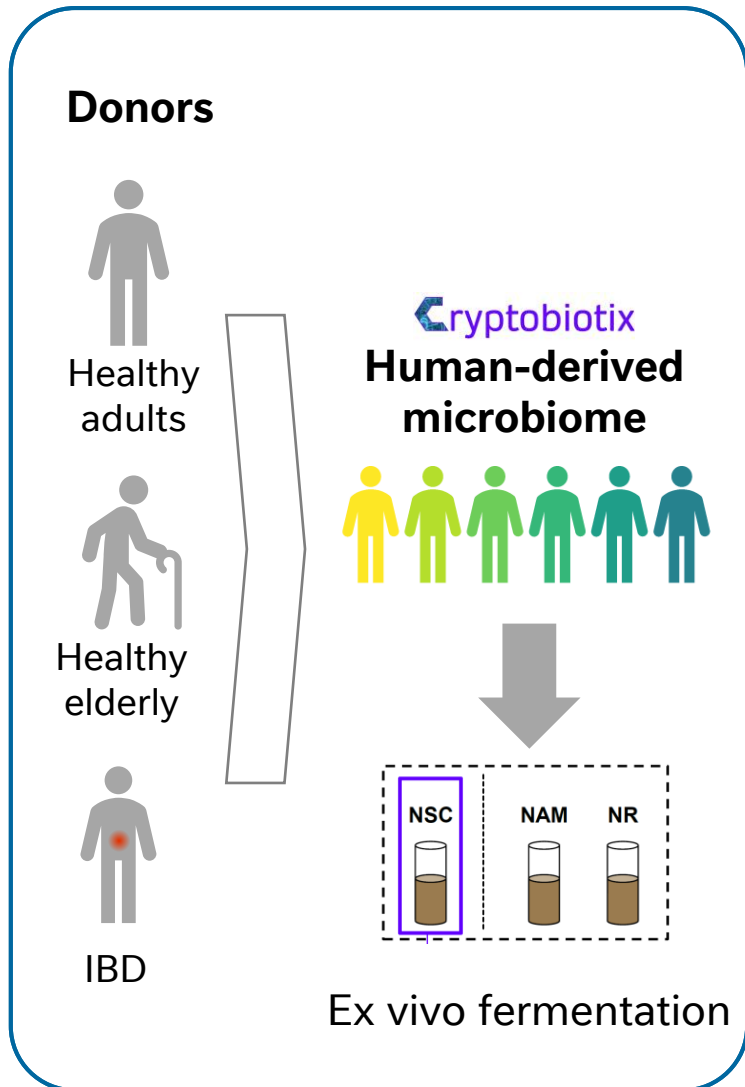 Donors
Healthy
adults
Healthy
elderly
IBD
Cryptobiotix
Human-derived
microbiome
NSC
NAM
NR
Ex vivo fermentation